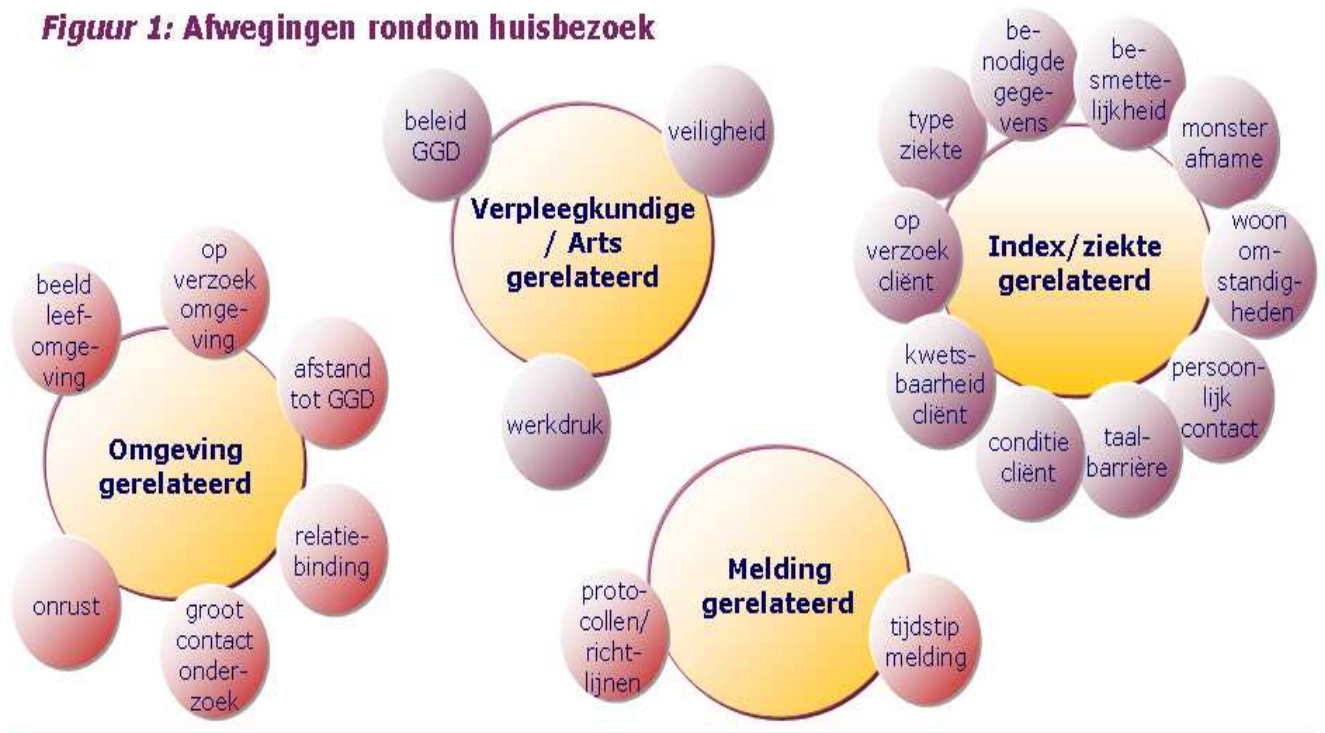 Figuur 1: Afwegingen rondom huisbezoek
beleid
GGD
veiligheid
Verpleegkundige
/ Arts
gerelateerd
werkdruk
be-
nodigde
gege-
vens
be-
smette-
lijkheid
monster
afname
woon
om-
standig-
heden
persoon-
lijk
contact
taal-
barrière
conditie
cliënt
kwets-
baarheid
cliënt
op
verzoek
cliënt
type
ziekte
Index/ziekte
gerelateerd
beeld
leef-
omge-
ving
op
verzoek
omge-
ving
afstand
tot GGD
relatie-
binding
groot
contact
onder-
zoek
onrust
Omgeving
gerelateerd
Melding
gerelateerd
proto-
collen/
richt-
lijnen
tijdstip
melding